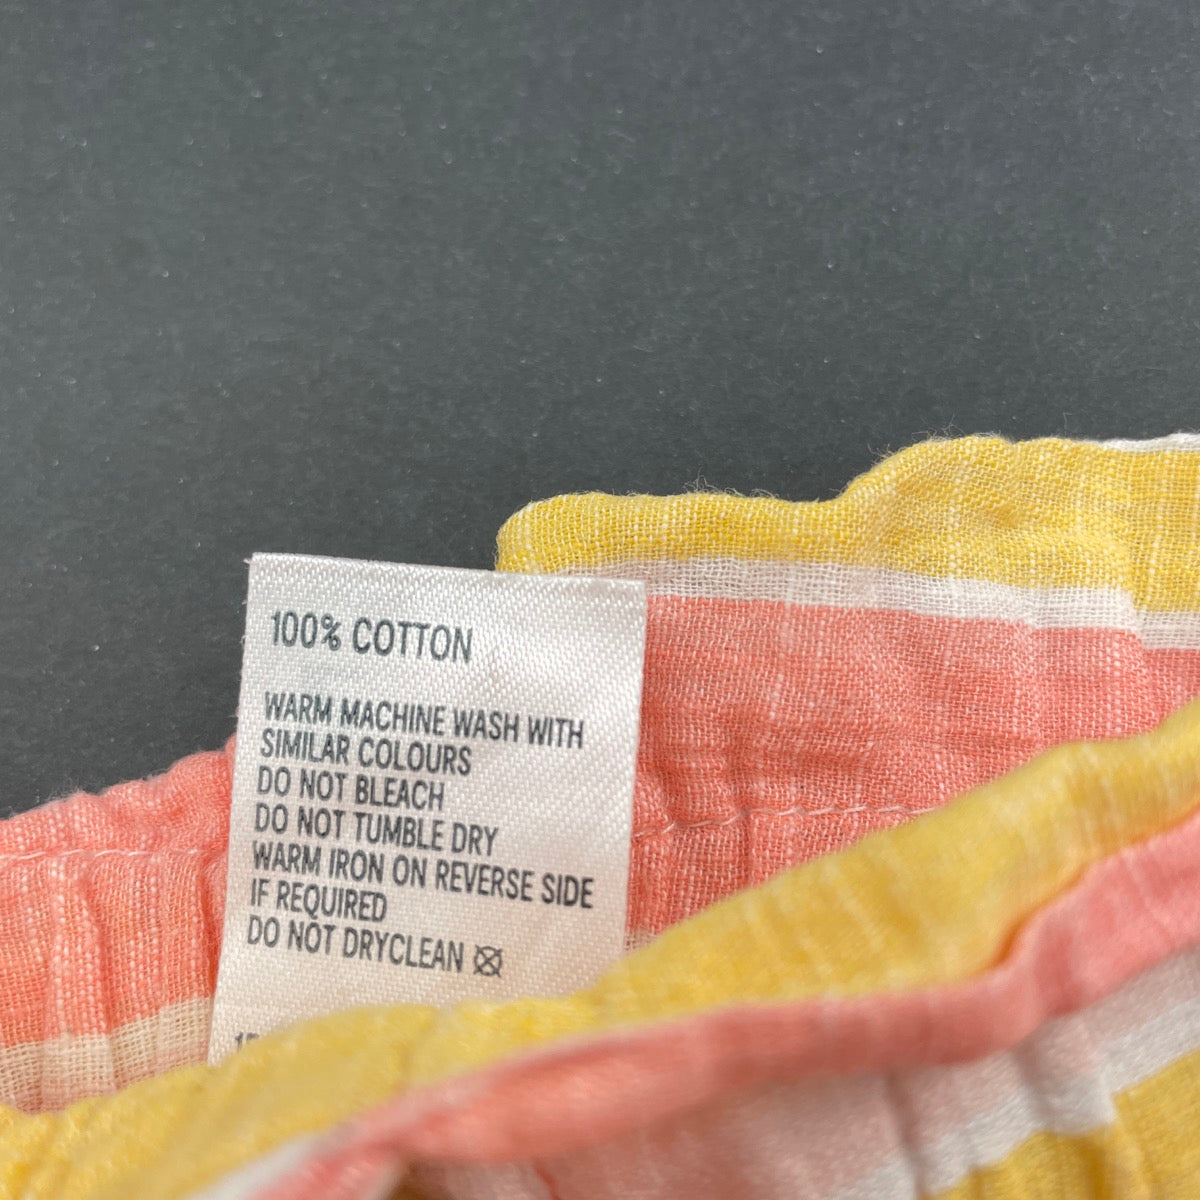 100% COTTON
WARM MACHINE WASH WITH
SIMILAR COLOURS
DO NOT BLEACH
DO NOT TUMBLE DRY
WARM IRON ON REVERSE SIDE
IF REQUIRED
DO NOT DRYCLEAN